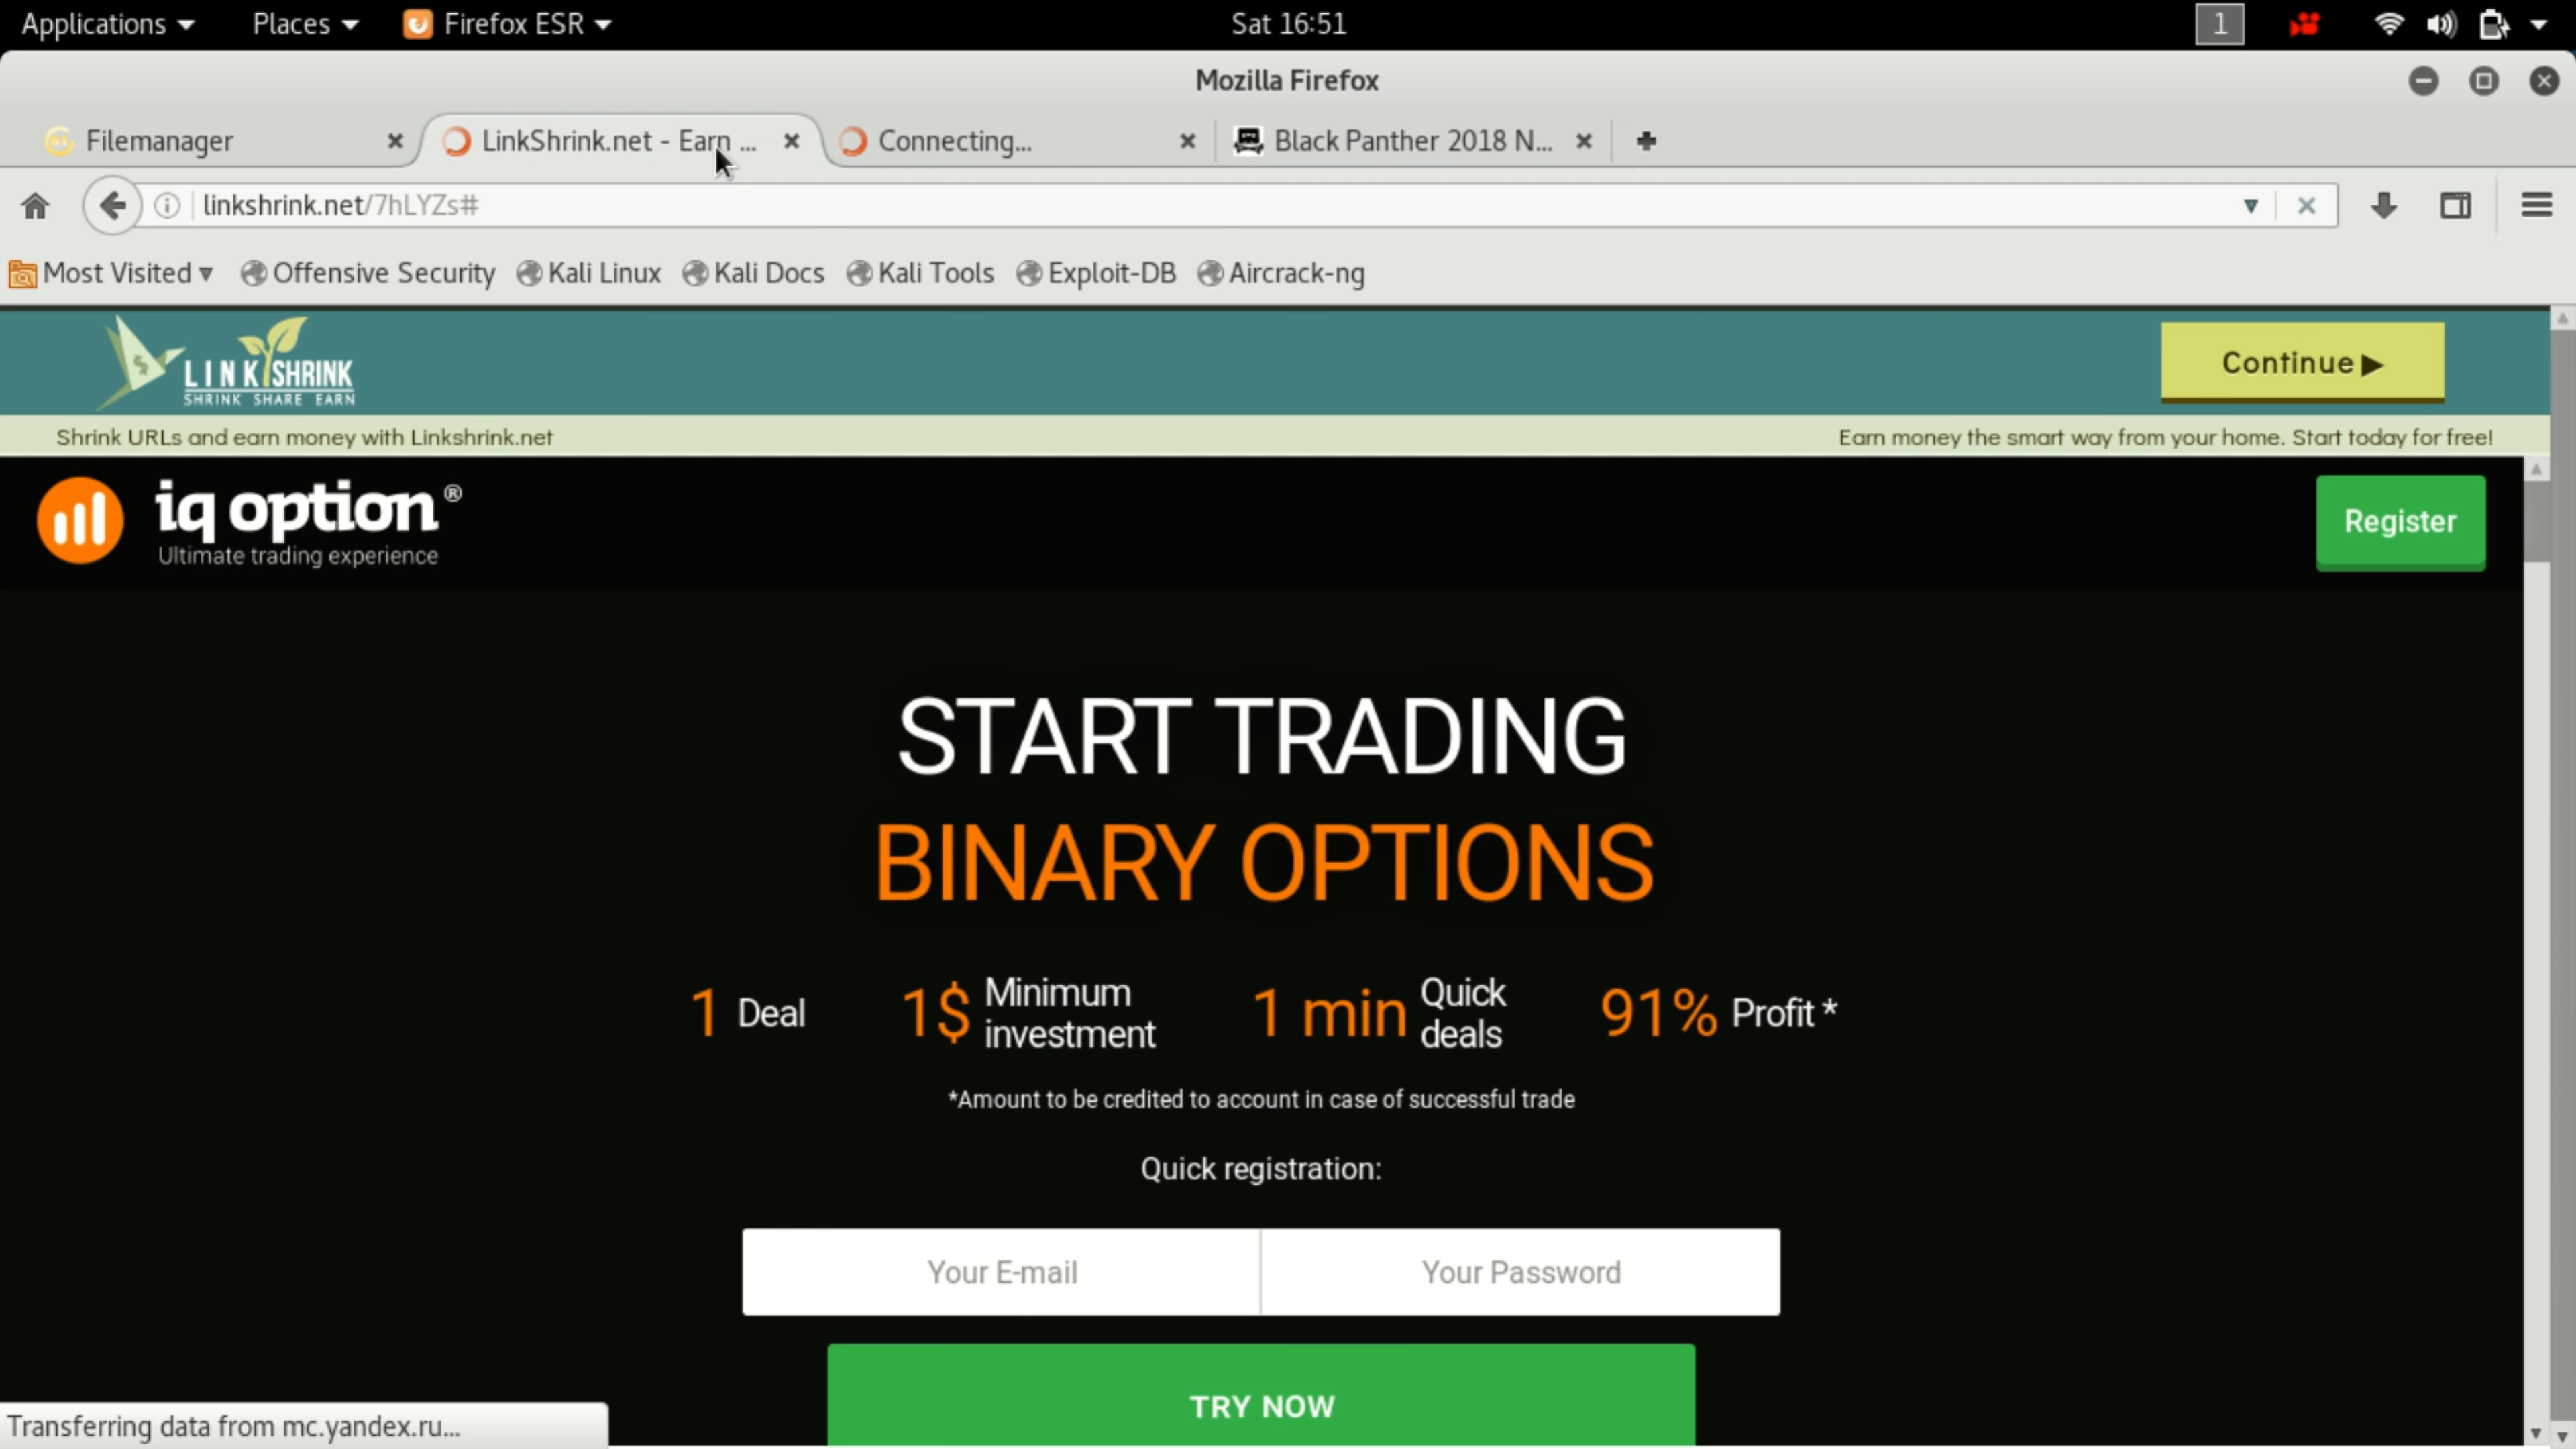 Applications Places Firefox ESR Sat 16:51 1
Mozilla Firefox
Filemanager LinkShrink.net - Earn ... Connecting... Black Panther 2018 N...
linkshrink.net/7hLYZs#
Most Visited Offensive Security Kali Linux Kali Docs Kali Tools Exploit-DB Aircrack-ng
LINKSHRINK
SHRINK SHARE EARN
Continue ▶
Shrink URLs and earn money with Linkshrink.net Earn money the smart way from your home. Start today for free!
iq option ®
Ultimate trading experience
Register
START TRADING
BINARY OPTIONS
1 Deal 1$ Minimum investment 1 min Quick deals 91% Profit *
*Amount to be credited to account in case of successful trade
Quick registration:
Your E-mail Your Password
TRY NOW
Transferring data from mc.yandex.ru...